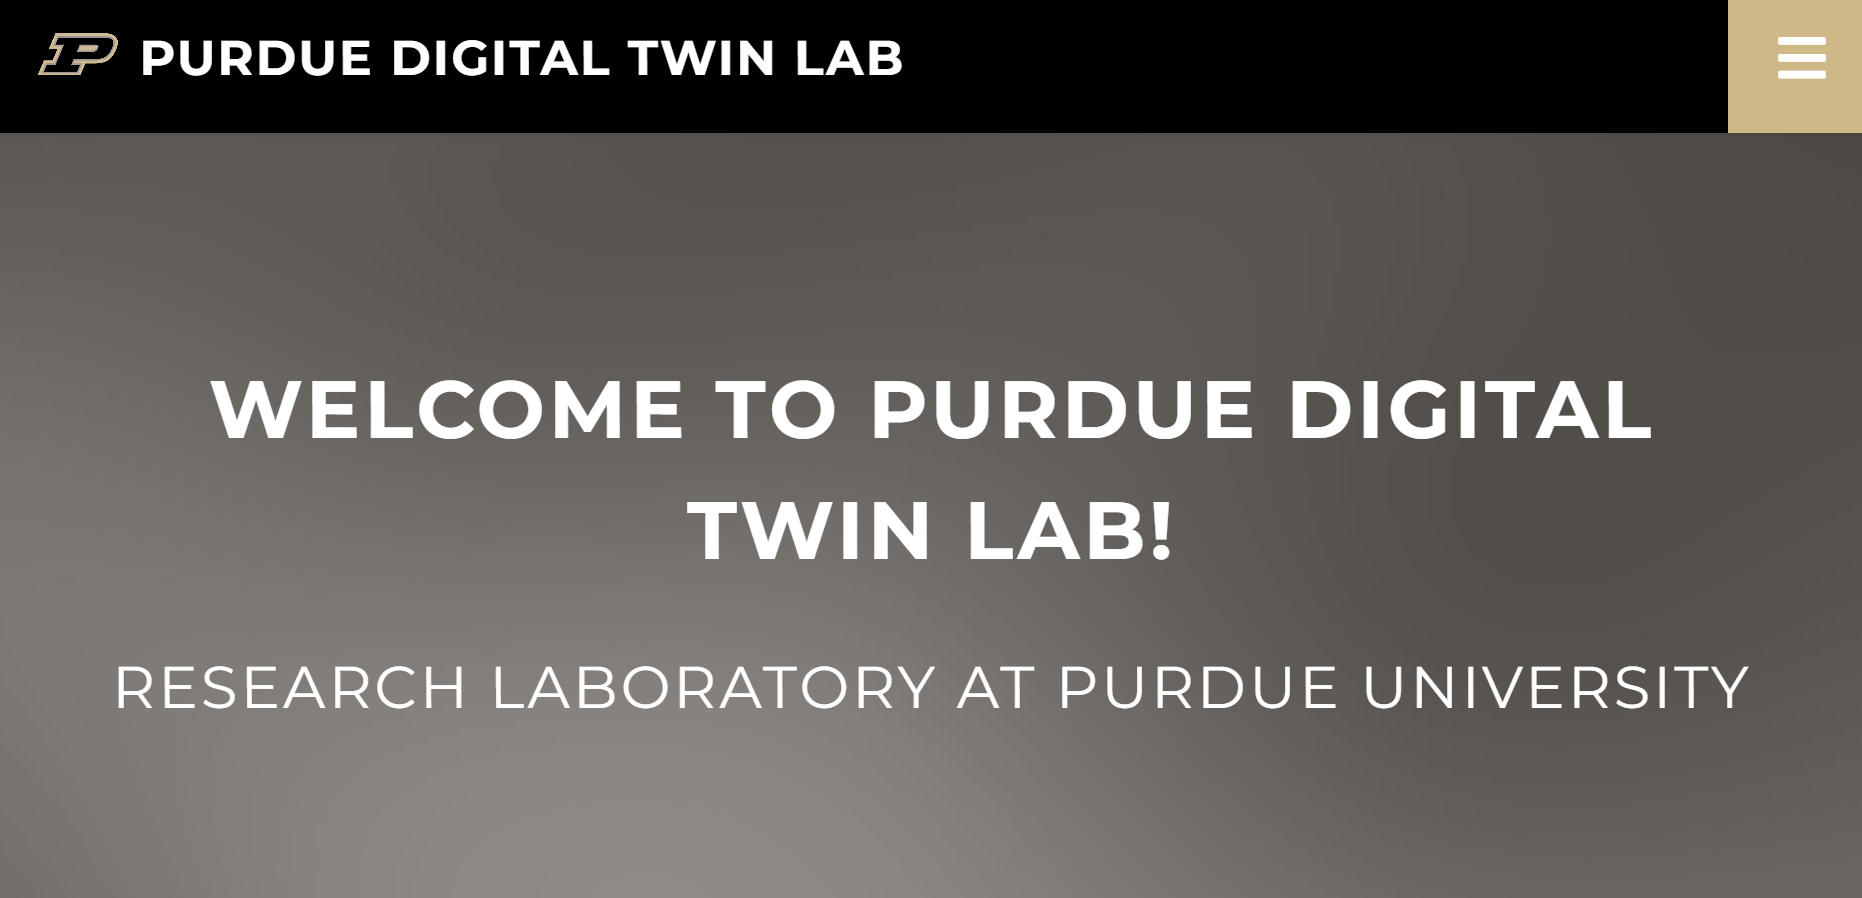 PURDUE DIGITAL TWIN LAB
WELCOME TO PURDUE DIGITAL
TWIN LAB!
RESEARCH LABORATORY AT PURDUE UNIVERSITY